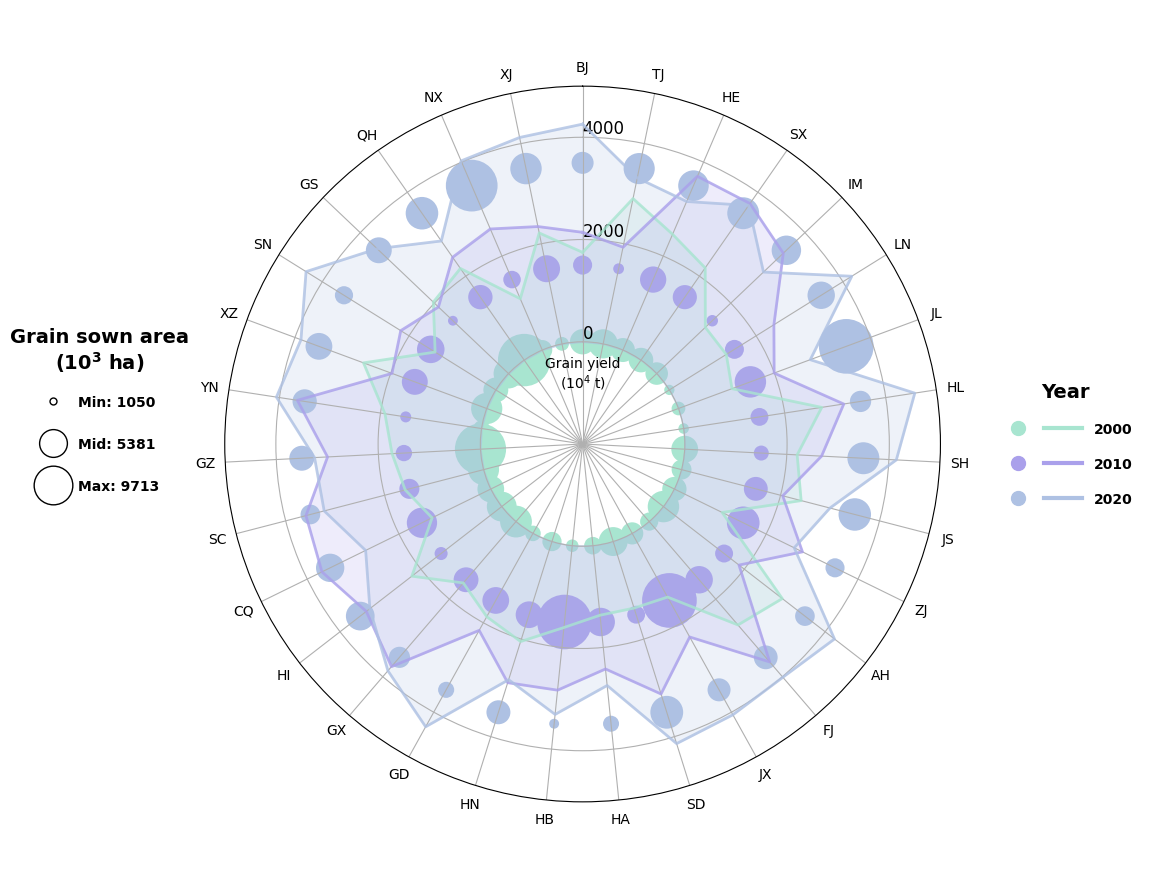 BJ
TJ
HE
SX
IM
LN
JL
HL
SH
JS
ZJ
AH
FJ
JX
SD
HA
HB
HN
GD
GX
HI
CQ
SC
GZ
YN
XZ
SN
GS
QH
NX
XJ
4000
2000
0
Grain yield
(10⁴ t)
Grain sown area
(10³ ha)
Min: 1050
Mid: 5381
Max: 9713
Year
2000
2010
2020